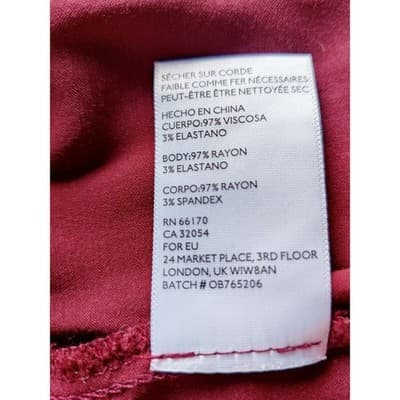 SÉCHER SUR CORDE
FAIBLE COMME FER NÉCESSAIRES
PEUT-ÊTRE ÊTRE NETTOYÉE SEC
HECHO EN CHINA
CUERPO:97% VISCOSA
3% ELASTANO
BODY:97% RAYON
3% ELASTANO
CORPO:97% RAYON
3% SPANDEX
RN 66170
CA 32054
FOR EU
24 MARKET PLACE, 3RD FLOOR
LONDON, UK WIW8AN
BATCH # OB765206